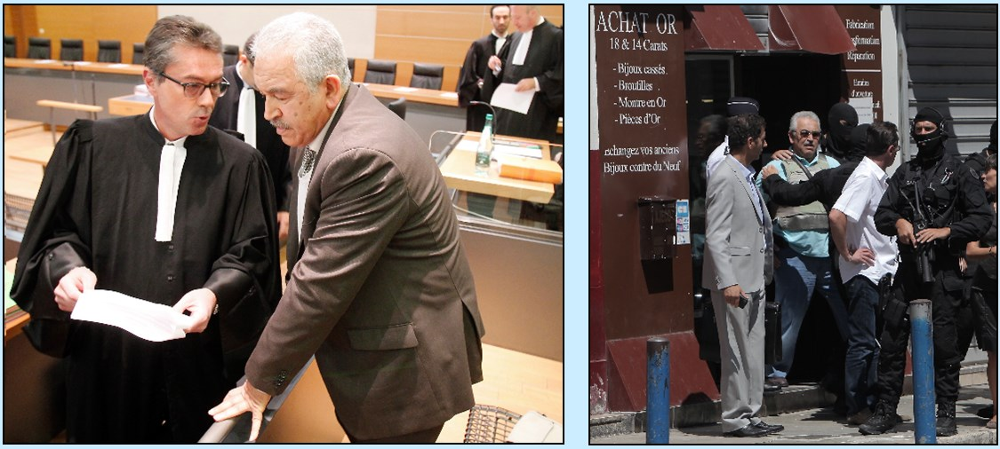 ACHAT OR
18 & 14 Carats
- Bijoux cassés
- Broutilles
- Montre en Or
- Pièces d'Or
Echangez vos anciens
Bijoux contre du Neuf
Fabrication
Réparation